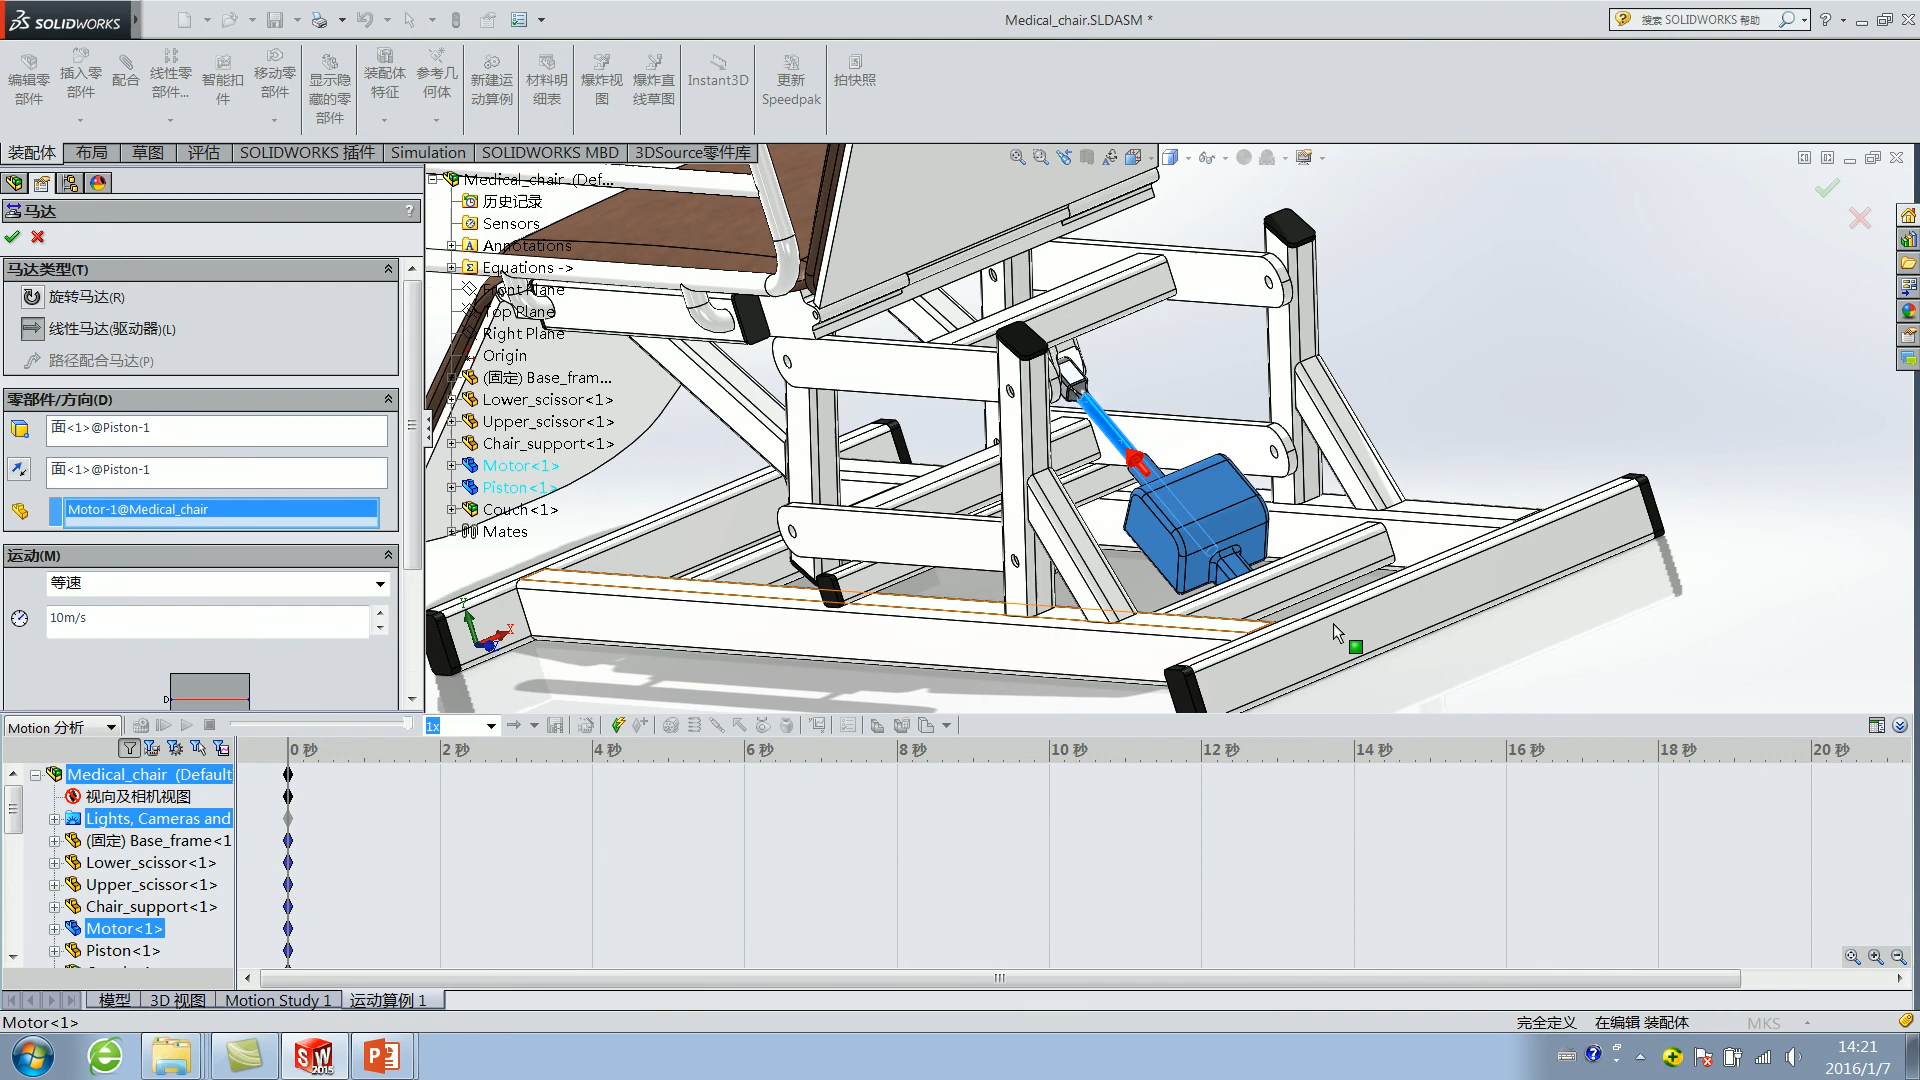 SOLIDWORKS
Medical_chair.SLDASM *
搜索 SOLIDWORKS 帮助
编辑零部件
插入零部件
配合
线性零部件...
智能扣件
移动零部件
显示隐藏的零部件
装配体特征
参考几何体
新建运动算例
材料明细表
爆炸视图
爆炸直线草图
Instant3D
更新 Speedpak
拍快照
装配体 布局 草图 评估 SOLIDWORKS 插件 Simulation SOLIDWORKS MBD 3DSource零件库
马达 ?
马达类型(T)
旋转马达(R)
线性马达(驱动器)(L)
路径配合马达(P)
零部件/方向(D)
面<1>@Piston-1
面<1>@Piston-1
Motor-1@Medical_chair
运动(M)
等速
10m/s
D
Medical_chair (Def...
历史记录
Sensors
Annotations
Equations ->
Front Plane
Top Plane
Right Plane
Origin
(固定) Base_fram...
Lower_scissor<1>
Upper_scissor<1>
Chair_support<1>
Motor<1>
Piston<1>
Couch<1>
Mates
Y
X
Z
Motion 分析
1x
0 秒 2 秒 4 秒 6 秒 8 秒 10 秒 12 秒 14 秒 16 秒 18 秒 20 秒
Medical_chair (Default
视向及相机视图
Lights, Cameras and
(固定) Base_frame<1
Lower_scissor<1>
Upper_scissor<1>
Chair_support<1>
Motor<1>
Piston<1>
模型 3D 视图 Motion Study 1 运动算例 1
Motor<1>
完全定义 在编辑 装配体 MKS
SW 2015
14:21
2016/1/7